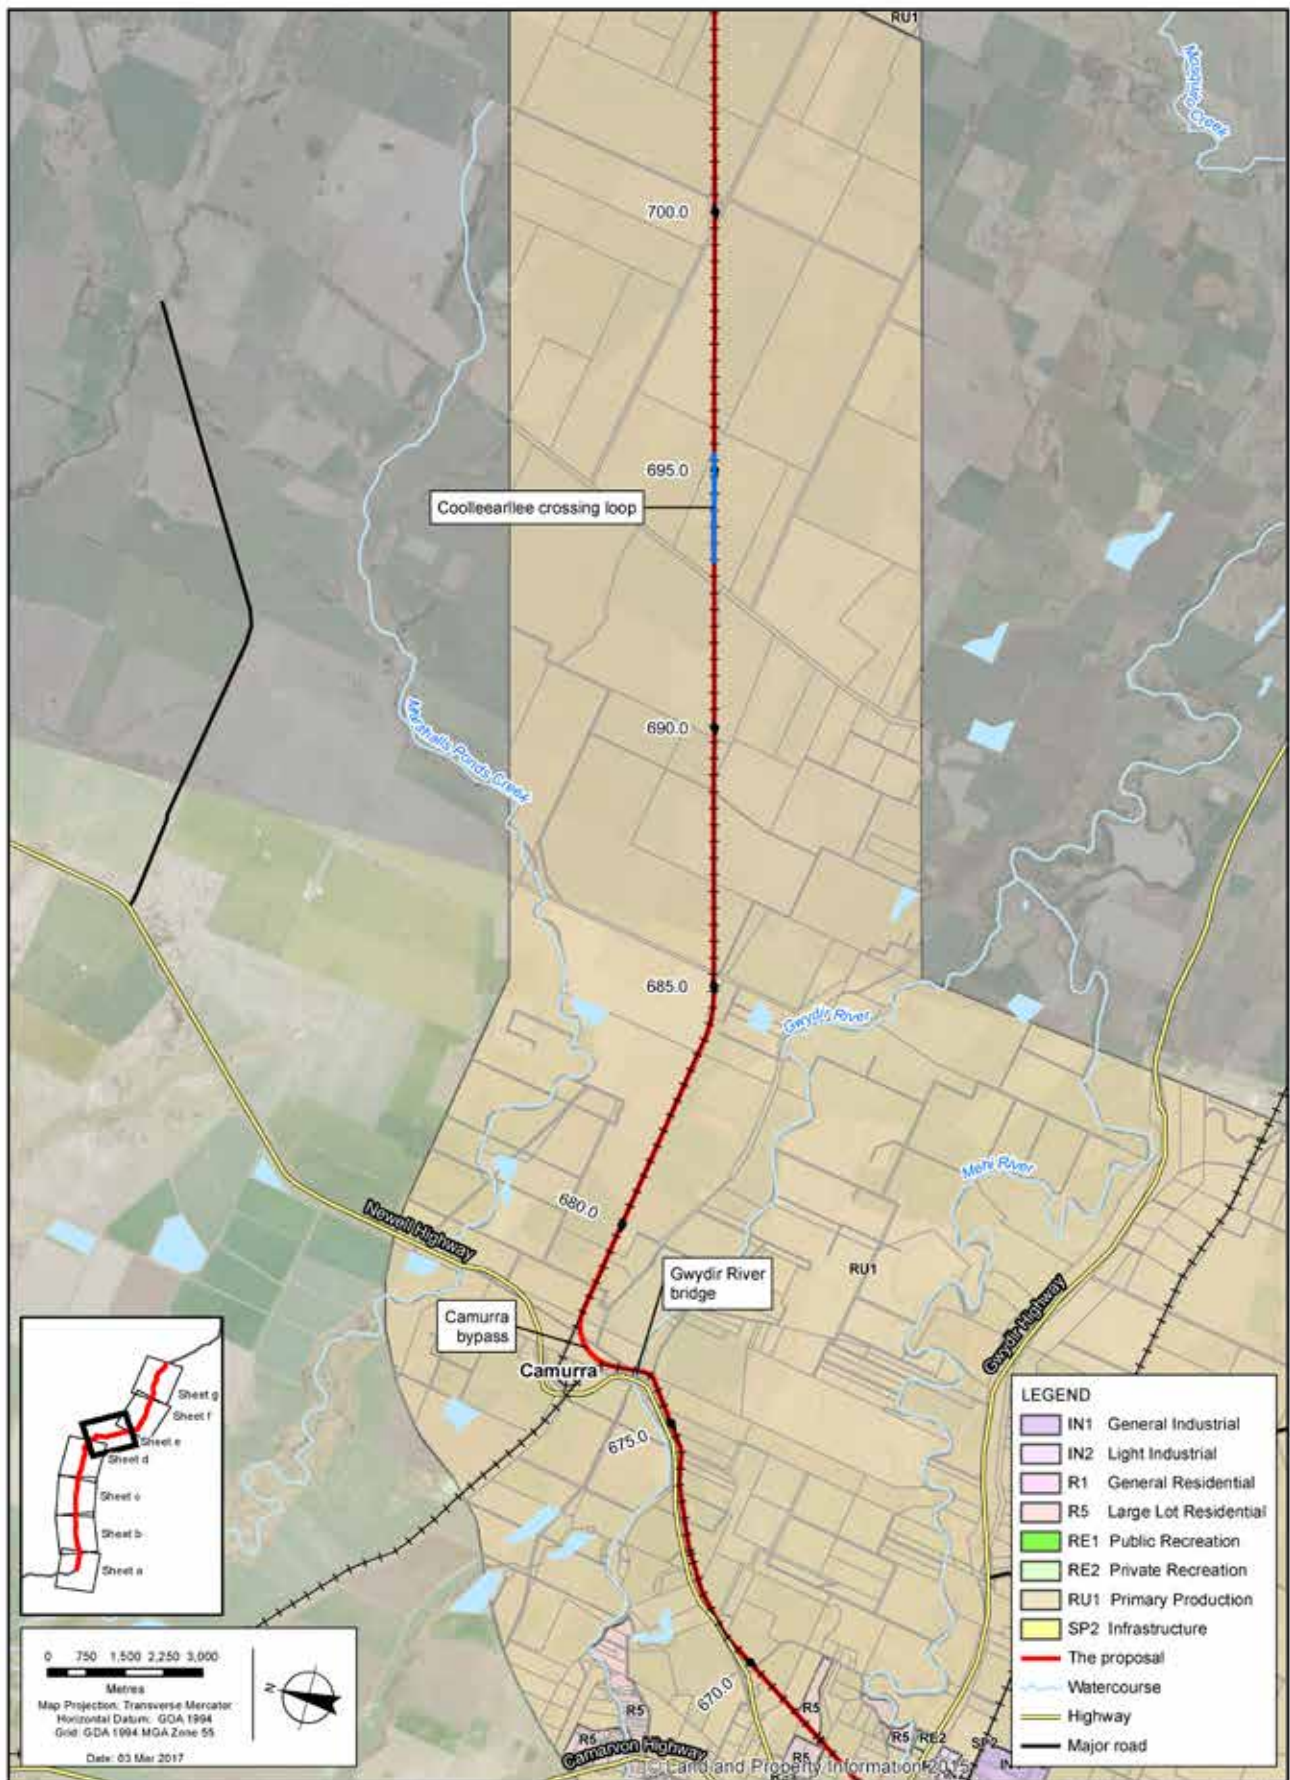 RU1
Mosquito Creek
700.0
695.0
Coolleearllee crossing loop
690.0
Marshalls Ponds Creek
685.0
Gwydir River
Mehi River
680.0
Newell Highway
RU1
Gwydir River
bridge
Camurra
bypass
Gwydir Highway
Camurra
675.0
670.0
R5
R5
R5
R5
R5
RE2
SP2
Carnarvon Highway
© Land and Property Information 2015
Sheet g
Sheet f
Sheet e
Sheet d
Sheet c
Sheet b
Sheet a
0 750 1,500 2,250 3,000
Metres
Map Projection: Transverse Mercator
Horizontal Datum: GDA 1994
Grid: GDA 1994 MGA Zone 55
Date: 03 Mar 2017
N
LEGEND
IN1 General Industrial
IN2 Light Industrial
R1 General Residential
R5 Large Lot Residential
RE1 Public Recreation
RE2 Private Recreation
RU1 Primary Production
SP2 Infrastructure
The proposal
Watercourse
Highway
Major road